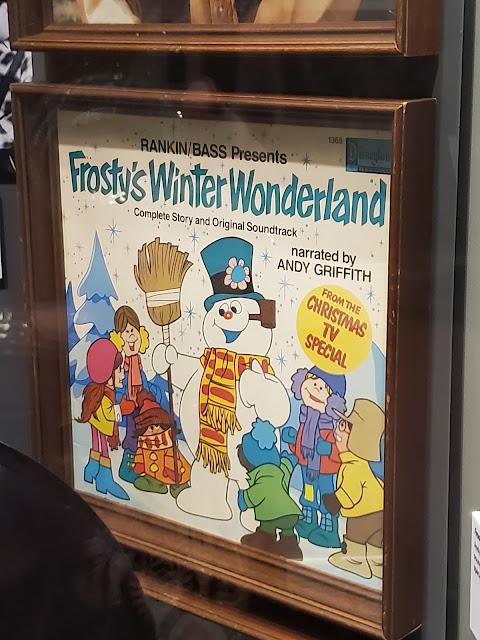 RANKIN/BASS Presents
1368
Disneyland
Frosty's Winter Wonderland
Complete Story and Original Soundtrack
narrated by
ANDY GRIFFITH
FROM THE
CHRISTMAS
TV
SPECIAL